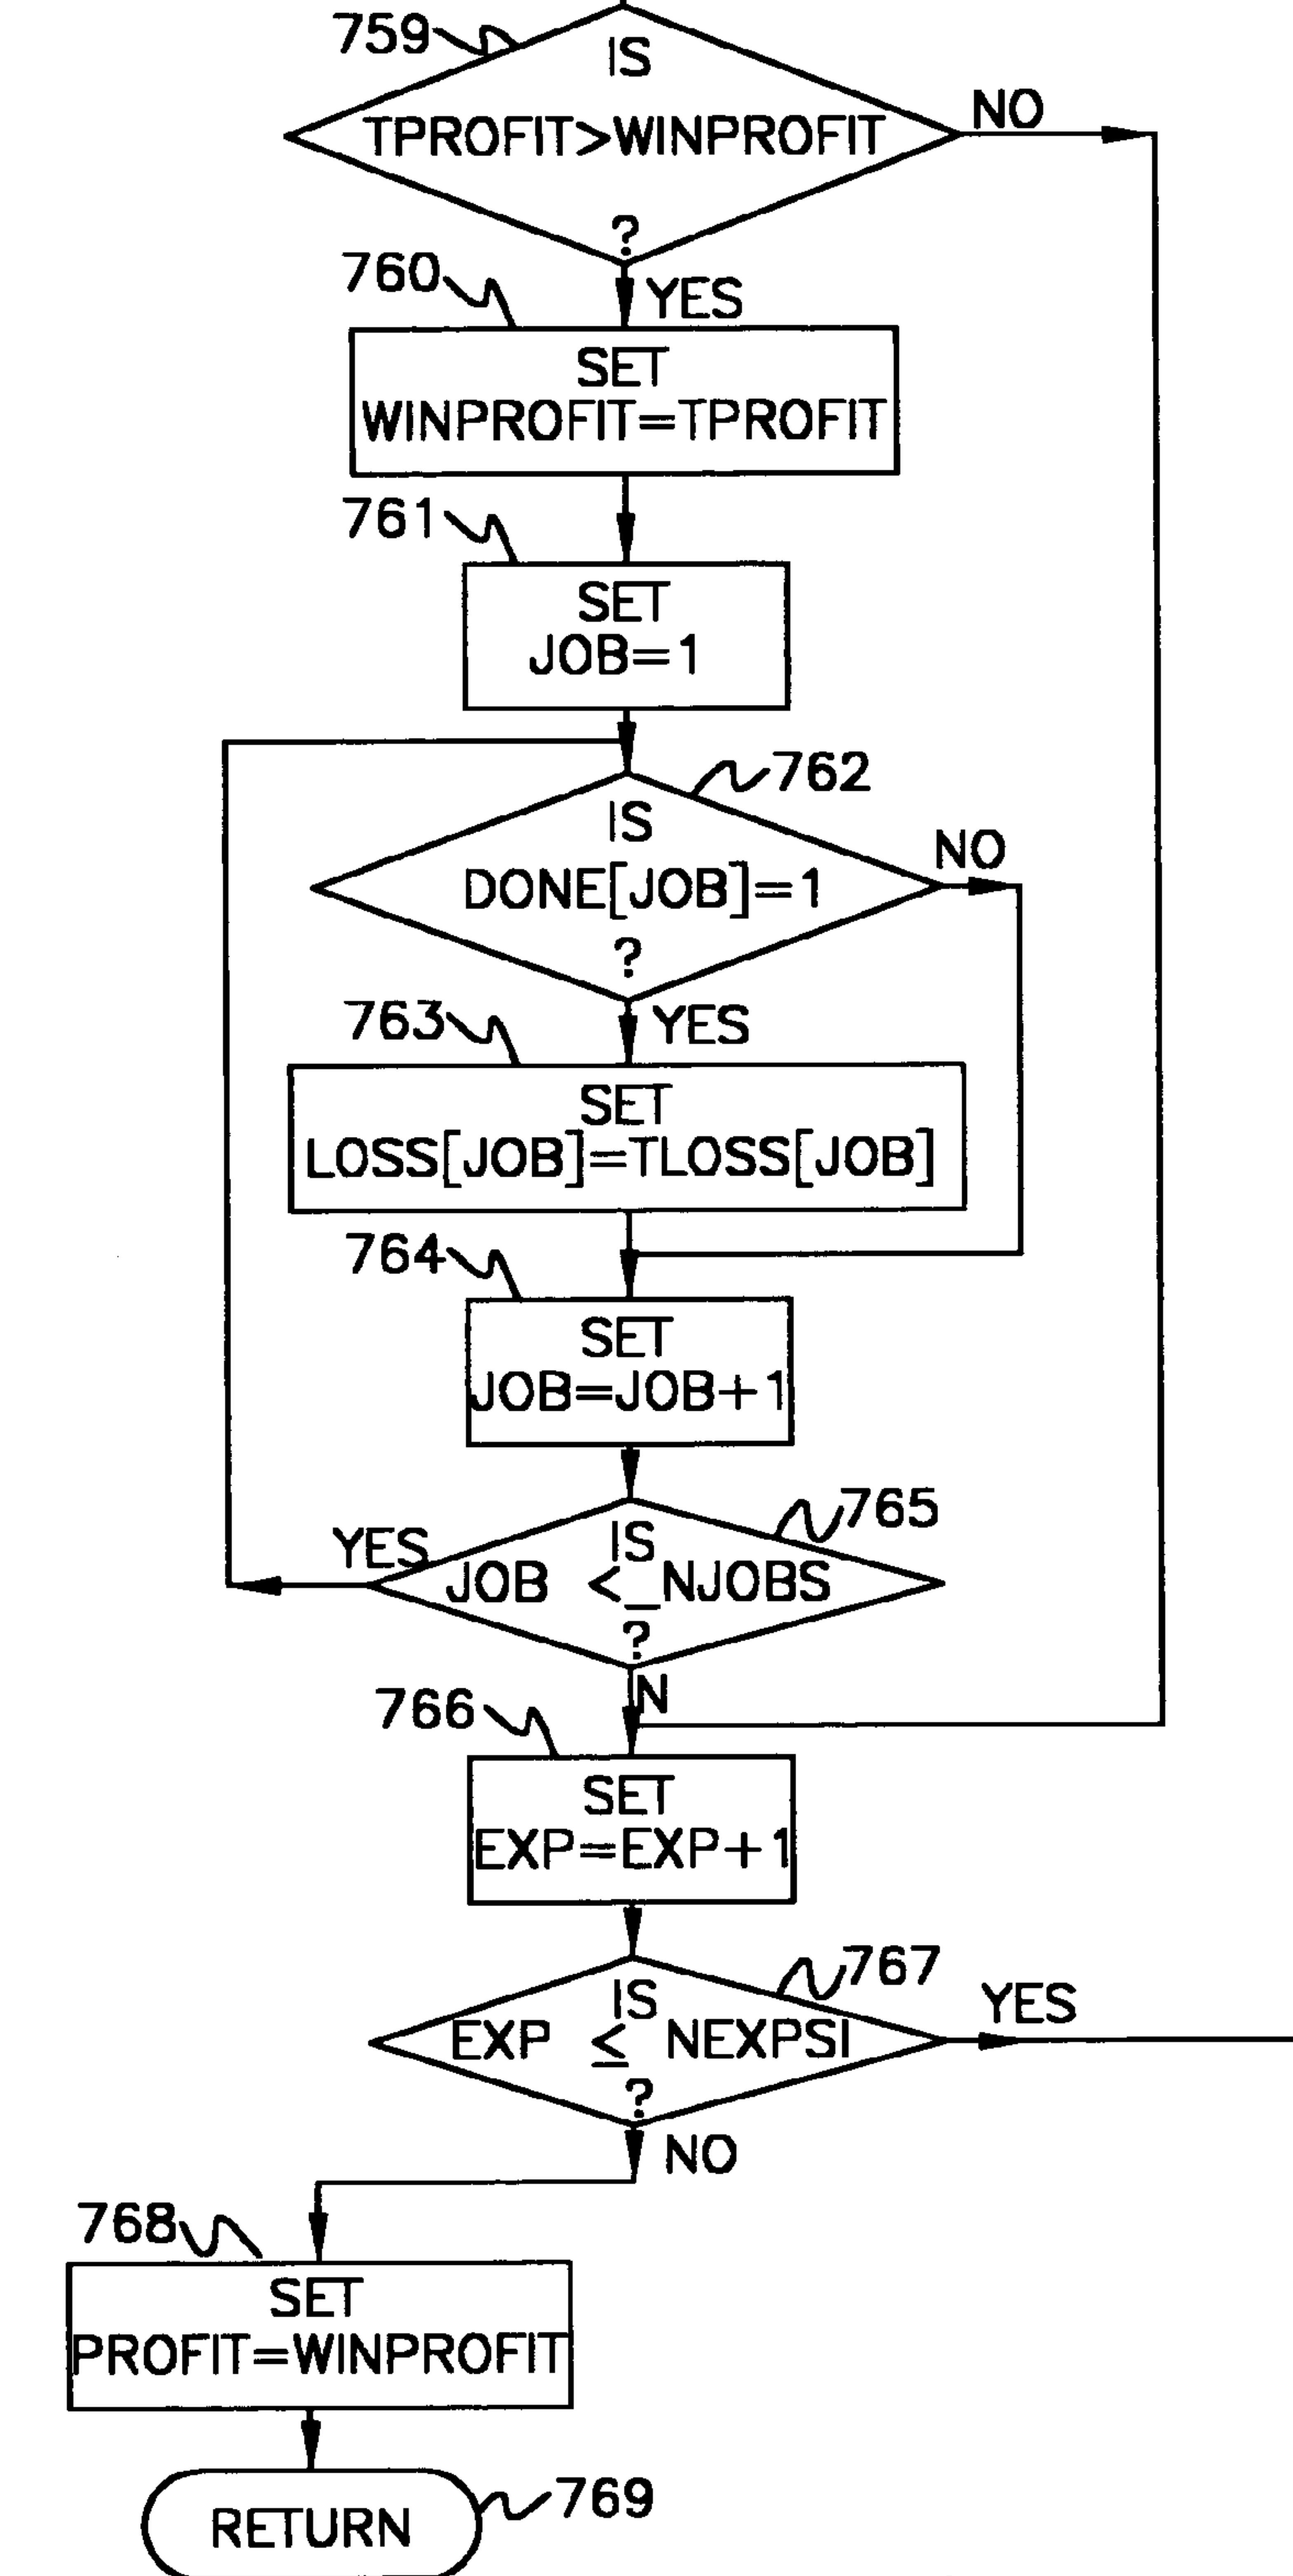 759
IS
TPROFIT>WINPROFIT
?
NO
YES
760
SET
WINPROFIT=TPROFIT
761
SET
JOB=1
762
IS
DONE[JOB]=1
?
NO
YES
763
SET
LOSS[JOB]=TLOSS[JOB]
764
SET
JOB=JOB+1
765
IS
JOB <_NJOBS
?
YES
N
766
SET
EXP=EXP+1
767
IS
EXP ≤ NEXPSI
?
YES
NO
768
SET
PROFIT=WINPROFIT
RETURN
769